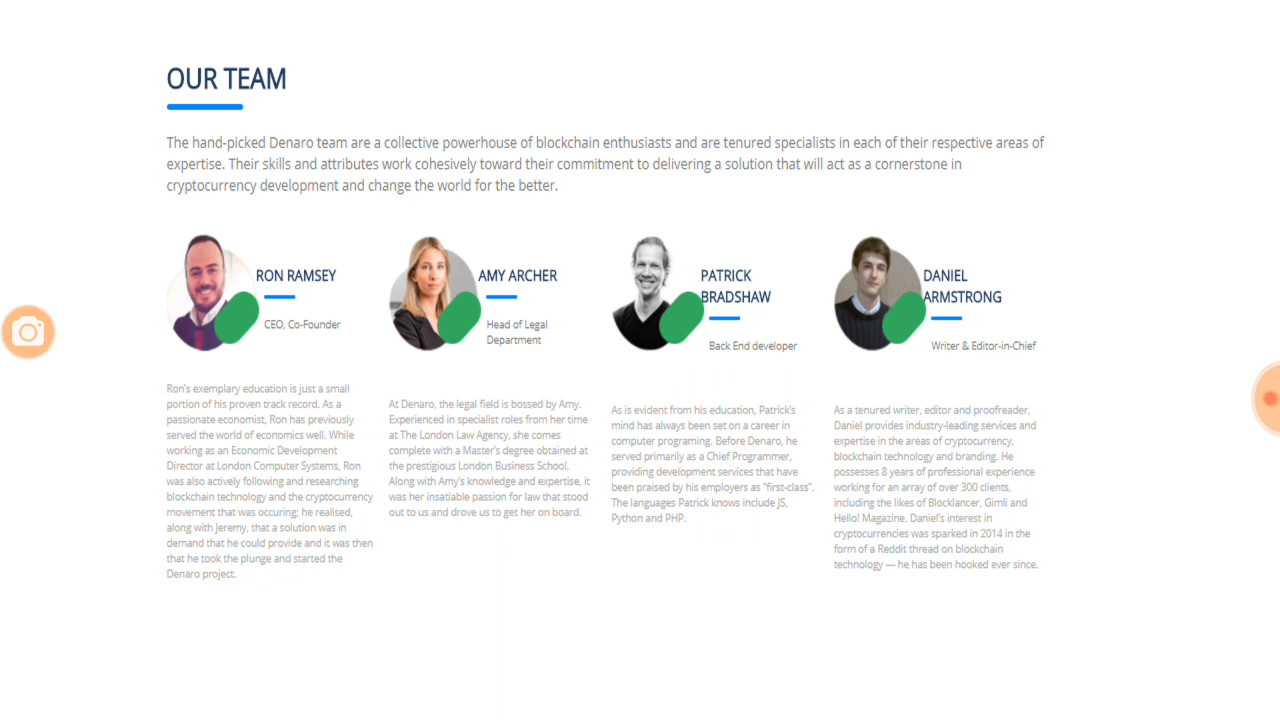 OUR TEAM
The hand-picked Denaro team are a collective powerhouse of blockchain enthusiasts and are tenured specialists in each of their respective areas of
expertise. Their skills and attributes work cohesively toward their commitment to delivering a solution that will act as a cornerstone in
cryptocurrency development and change the world for the better.
RON RAMSEY
CEO, Co-Founder
Ron's exemplary education is just a small
portion of his proven track record. As a
passionate economist, Ron has previously
served the world of economics well. While
working as an Economic Development
Director at London Computer Systems, Ron
was also actively following and researching
blockchain technology and the cryptocurrency
movement that was occuring; he realised,
along with Jeremy, that a solution was in
demand that he could provide and it was then
that he took the plunge and started the
Denaro project.
AMY ARCHER
Head of Legal
Department
At Denaro, the legal field is bossed by Amy.
Experienced in specialist roles from her time
at The London Law Agency, she comes
complete with a Master's degree obtained at
the prestigious London Business School.
Along with Amy's knowledge and expertise, it
was her insatiable passion for law that stood
out to us and drove us to get her on board.
PATRICK
BRADSHAW
Back End developer
As is evident from his education, Patrick's
mind has always been set on a career in
computer programing. Before Denaro, he
served primarily as a Chief Programmer,
providing development services that have
been praised by his employers as "first-class".
The languages Patrick knows include JS,
Python and PHP.
DANIEL
ARMSTRONG
Writer & Editor-in-Chief
As a tenured writer, editor and proofreader,
Daniel provides industry-leading services and
expertise in the areas of cryptocurrency,
blockchain technology and branding. He
possesses 8 years of professional experience
working for an array of over 300 clients,
including the likes of Blocklancer, Gimli and
Hello! Magazine. Daniel's interest in
cryptocurrencies was sparked in 2014 in the
form of a Reddit thread on blockchain
technology — he has been hooked ever since.